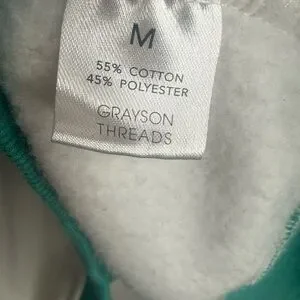 M
55% COTTON
45% POLYESTER
GRAYSON
THREADS